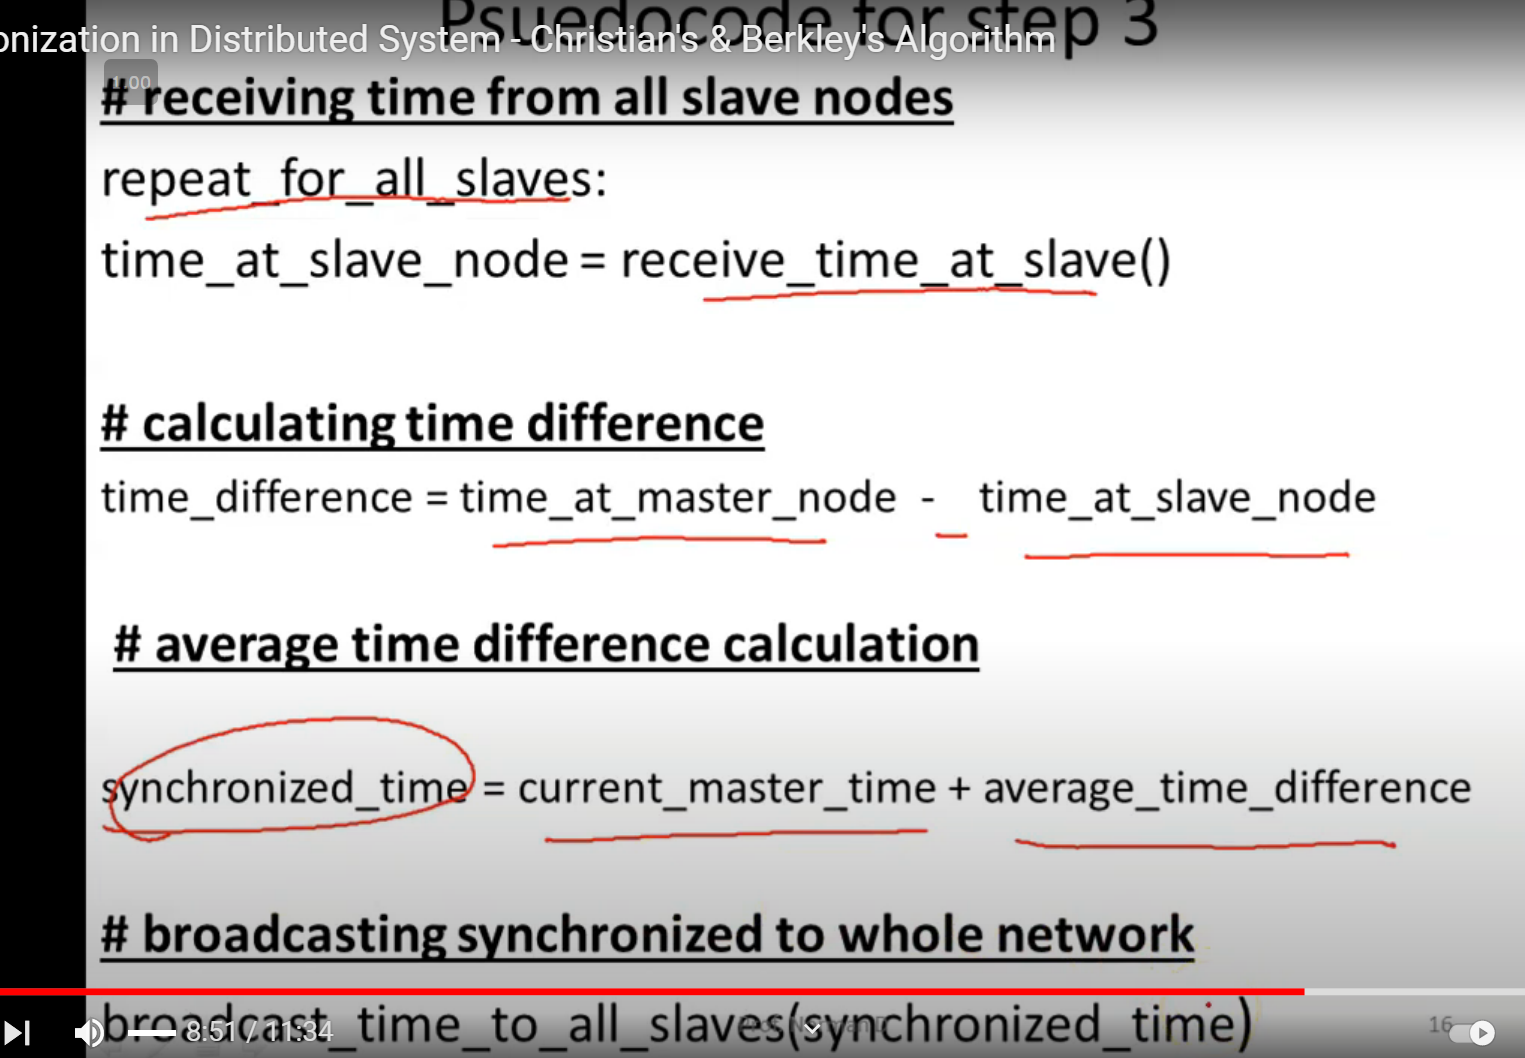 Psuedocode for step 3
onization in Distributed System - Christian's & Berkley's Algorithm
1.00
# receiving time from all slave nodes
repeat_for_all_slaves:
time_at_slave_node = receive_time_at_slave()
# calculating time difference
time_difference = time_at_master_node - time_at_slave_node
# average time difference calculation
synchronized_time = current_master_time + average_time_difference
# broadcasting synchronized to whole network
broadcast_time_to_all_slaves(synchronized_time)
8:51 / 11:34
16